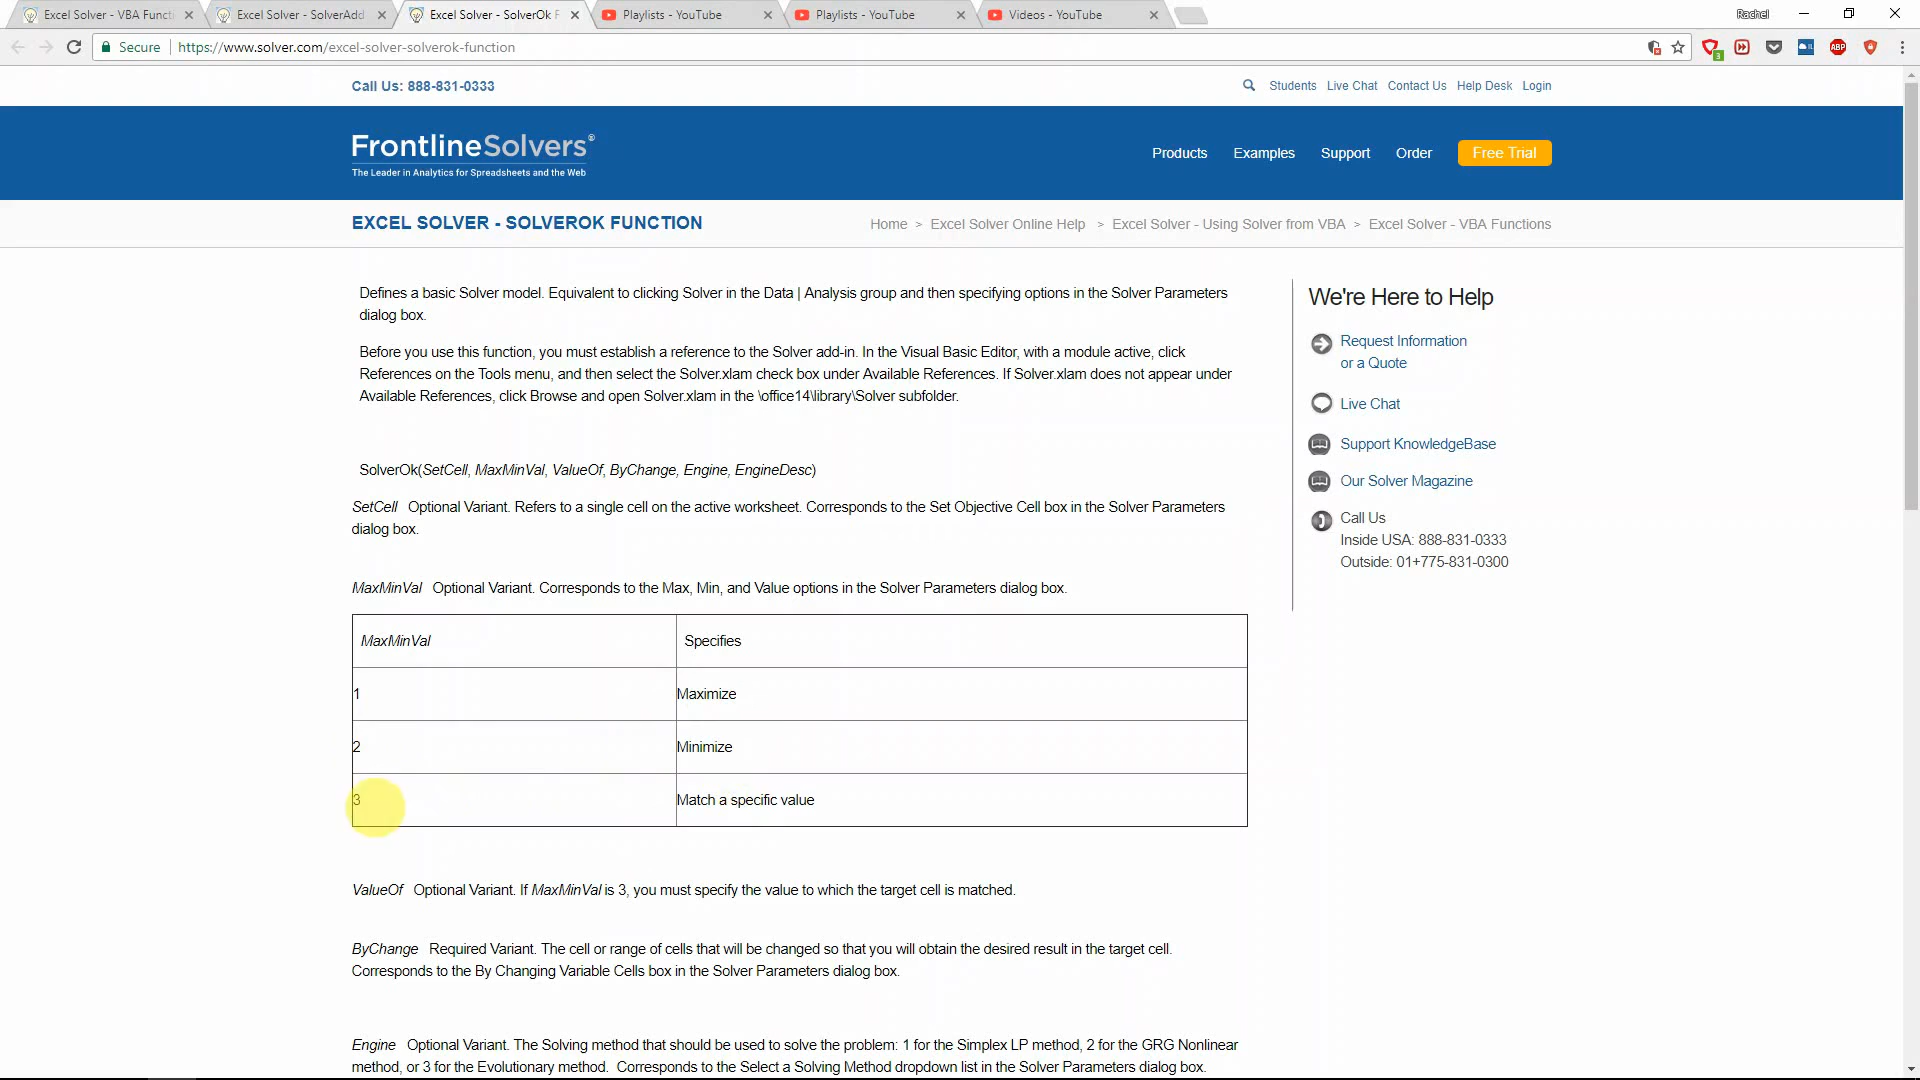 Excel Solver - VBA Functi
Excel Solver - SolverAdd
Excel Solver - SolverOk F
Playlists - YouTube
Playlists - YouTube
Videos - YouTube
Rachel
Secure
https://www.solver.com/excel-solver-solverok-function
3
ABP
Call Us: 888-831-0333
Students Live Chat Contact Us Help Desk Login
FrontlineSolvers®
The Leader in Analytics for Spreadsheets and the Web
Products Examples Support Order Free Trial
EXCEL SOLVER - SOLVEROK FUNCTION
Home > Excel Solver Online Help > Excel Solver - Using Solver from VBA > Excel Solver - VBA Functions
Defines a basic Solver model. Equivalent to clicking Solver in the Data | Analysis group and then specifying options in the Solver Parameters
dialog box.
Before you use this function, you must establish a reference to the Solver add-in. In the Visual Basic Editor, with a module active, click
References on the Tools menu, and then select the Solver.xlam check box under Available References. If Solver.xlam does not appear under
Available References, click Browse and open Solver.xlam in the \office14\library\Solver subfolder.
SolverOk(SetCell, MaxMinVal, ValueOf, ByChange, Engine, EngineDesc)
SetCell Optional Variant. Refers to a single cell on the active worksheet. Corresponds to the Set Objective Cell box in the Solver Parameters
dialog box.
MaxMinVal Optional Variant. Corresponds to the Max, Min, and Value options in the Solver Parameters dialog box.
MaxMinVal Specifies
1 Maximize
2 Minimize
3 Match a specific value
ValueOf Optional Variant. If MaxMinVal is 3, you must specify the value to which the target cell is matched.
ByChange Required Variant. The cell or range of cells that will be changed so that you will obtain the desired result in the target cell.
Corresponds to the By Changing Variable Cells box in the Solver Parameters dialog box.
Engine Optional Variant. The Solving method that should be used to solve the problem: 1 for the Simplex LP method, 2 for the GRG Nonlinear
method, or 3 for the Evolutionary method. Corresponds to the Select a Solving Method dropdown list in the Solver Parameters dialog box.
We're Here to Help
Request Information
or a Quote
Live Chat
Support KnowledgeBase
Our Solver Magazine
Call Us
Inside USA: 888-831-0333
Outside: 01+775-831-0300